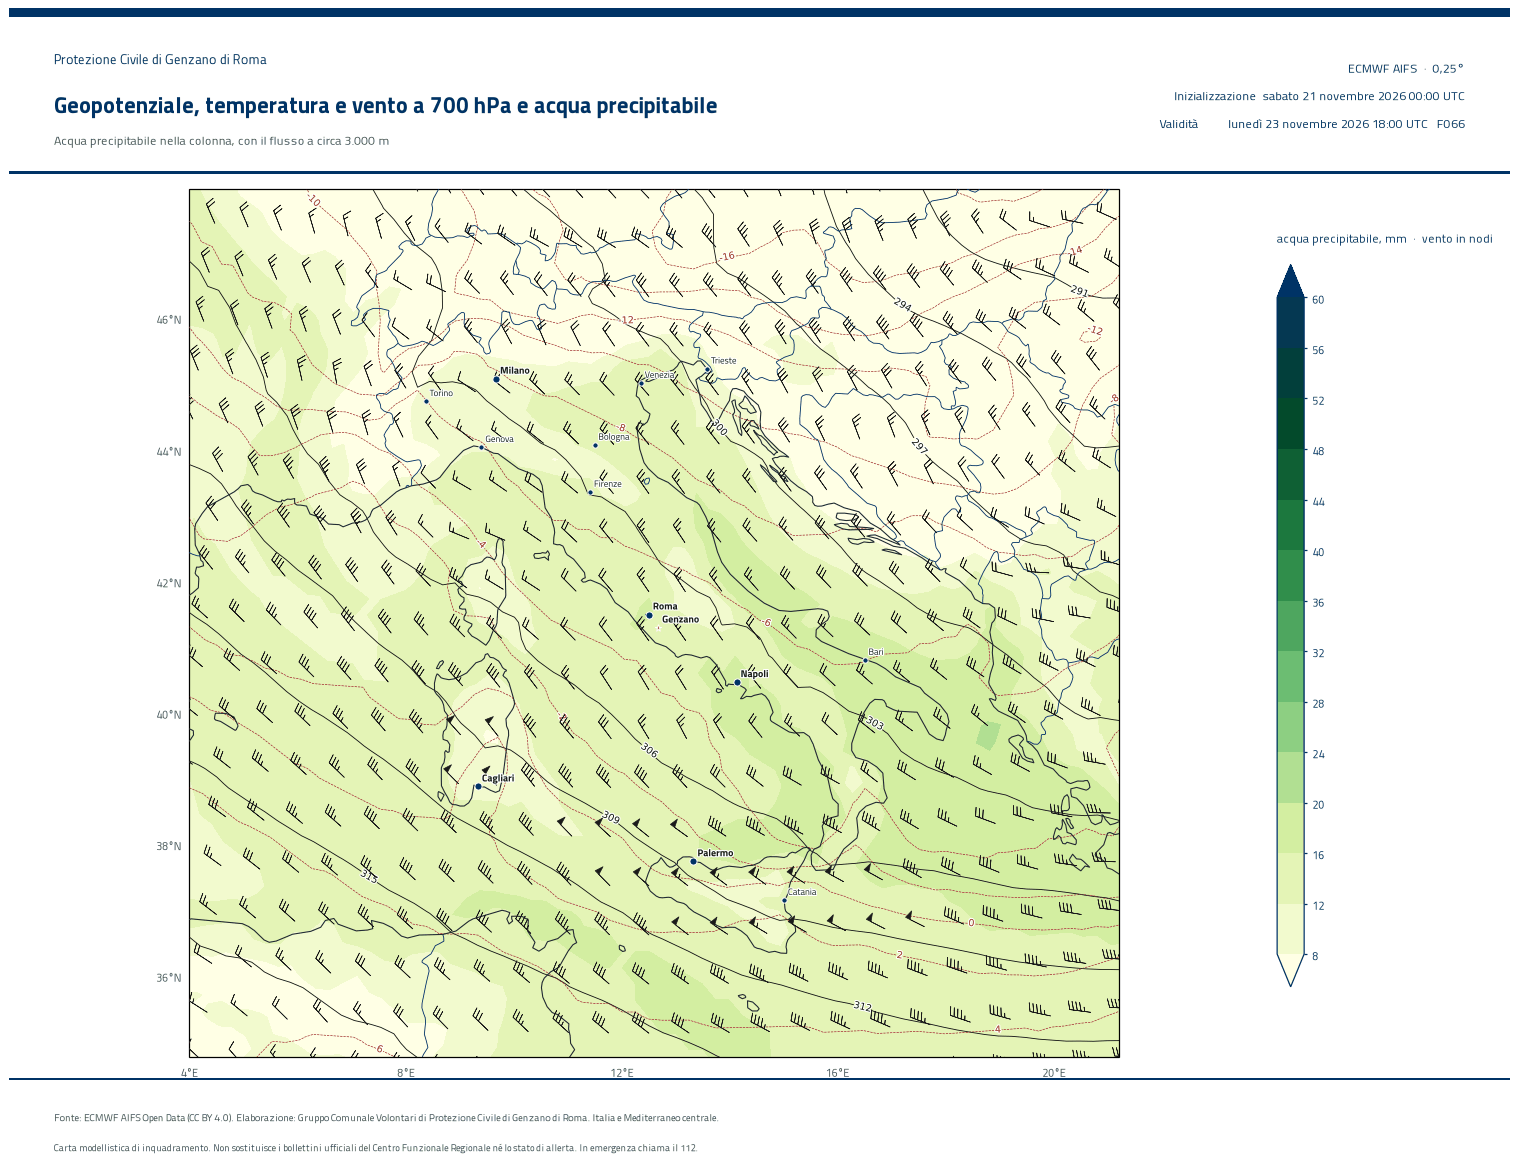 Protezione Civile di Genzano di Roma
Geopotenziale, temperatura e vento a 700 hPa e acqua precipitabile
Acqua precipitabile nella colonna, con il flusso a circa 3.000 m
ECMWF AIFS · 0,25°
Inizializzazione sabato 21 novembre 2026 00:00 UTC
Validità lunedì 23 novembre 2026 18:00 UTC F066
acqua precipitabile, mm · vento in nodi
60
56
52
48
44
40
36
32
28
24
20
16
12
8
46°N
44°N
42°N
40°N
38°N
36°N
4°E
8°E
12°E
16°E
20°E
-10
-16
-14
291
294
-12
-12
Trieste
Milano
Venezia
Torino
-8
300
-8
Genova
Bologna
297
Firenze
-4
Roma
Genzano
-6
Bari
Napoli
303
306
Cagliari
309
Palermo
315
Catania
0
2
312
4
-6
Fonte: ECMWF AIFS Open Data (CC BY 4.0). Elaborazione: Gruppo Comunale Volontari di Protezione Civile di Genzano di Roma. Italia e Mediterraneo centrale.
Carta modellistica di inquadramento. Non sostituisce i bollettini ufficiali del Centro Funzionale Regionale né lo stato di allerta. In emergenza chiama il 112.